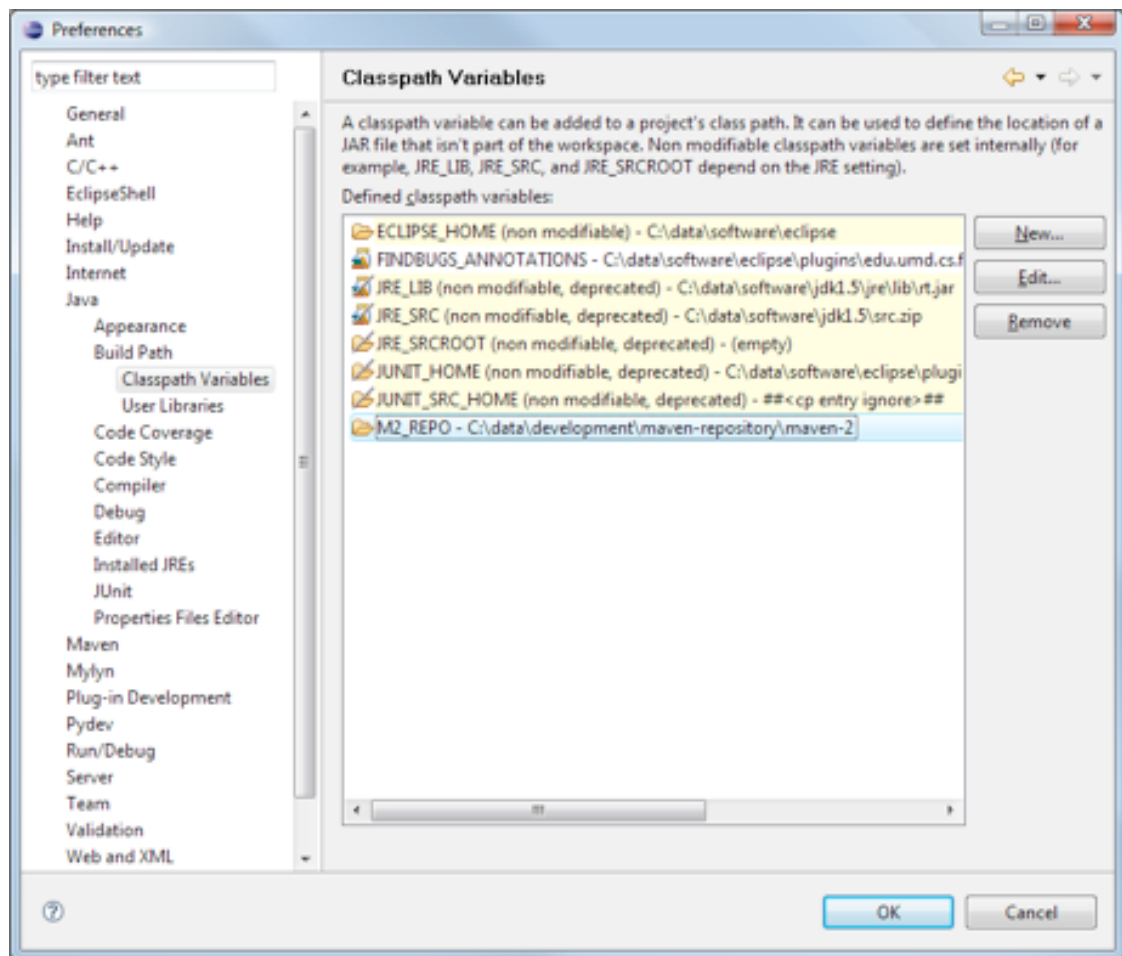 Preferences
type filter text
General
Ant
C/C++
EclipseShell
Help
Install/Update
Internet
Java
Appearance
Build Path
Classpath Variables
User Libraries
Code Coverage
Code Style
Compiler
Debug
Editor
Installed JREs
JUnit
Properties Files Editor
Maven
Mylyn
Plug-in Development
Pydev
Run/Debug
Server
Team
Validation
Web and XML
Classpath Variables
A classpath variable can be added to a project's class path. It can be used to define the location of a
JAR file that isn't part of the workspace. Non modifiable classpath variables are set internally (for
example, JRE_LIB, JRE_SRC, and JRE_SRCROOT depend on the JRE setting).
Defined classpath variables:
ECLIPSE_HOME (non modifiable) - C:\data\software\eclipse
FINDBUGS_ANNOTATIONS - C:\data\software\eclipse\plugins\edu.umd.cs.f
JRE_LIB (non modifiable, deprecated) - C:\data\software\jdk1.5\jre\lib\rt.jar
JRE_SRC (non modifiable, deprecated) - C:\data\software\jdk1.5\src.zip
JRE_SRCROOT (non modifiable, deprecated) - (empty)
JUNIT_HOME (non modifiable, deprecated) - C:\data\software\eclipse\plugi
JUNIT_SRC_HOME (non modifiable, deprecated) - ##<cp entry ignore>##
M2_REPO - C:\data\development\maven-repository\maven-2
New...
Edit...
Remove
OK
Cancel